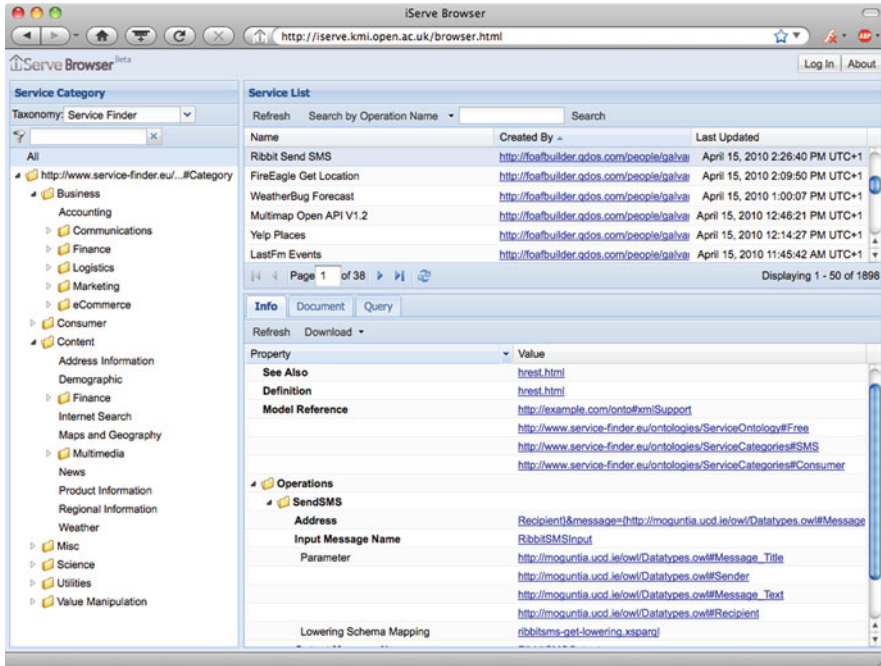 iServe Browser
http://iserve.kmi.open.ac.uk/browser.html
iServe Browser Beta
Log In About
Service Category
Taxonomy: Service Finder
All
http://www.service-finder.eu/...#Category
Business
Accounting
Communications
Finance
Logistics
Marketing
eCommerce
Consumer
Content
Address Information
Demographic
Finance
Internet Search
Maps and Geography
Multimedia
News
Product Information
Regional Information
Weather
Misc
Science
Utilities
Value Manipulation
Service List
Refresh Search by Operation Name Search
Name Created By Last Updated
Ribbit Send SMS http://foafbuilder.qdos.com/people/galvai April 15, 2010 2:26:40 PM UTC+1
FireEagle Get Location http://foafbuilder.qdos.com/people/galvai April 15, 2010 2:09:50 PM UTC+1
WeatherBug Forecast http://foafbuilder.qdos.com/people/galvai April 15, 2010 1:00:07 PM UTC+1
Multimap Open API V1.2 http://foafbuilder.qdos.com/people/galvai April 15, 2010 12:46:21 PM UTC+1
Yelp Places http://foafbuilder.qdos.com/people/galvai April 15, 2010 12:14:27 PM UTC+1
LastFm Events http://foafbuilder.qdos.com/people/galvai April 15, 2010 11:45:42 AM UTC+1
Page 1 of 38 Displaying 1 - 50 of 1898
Info Document Query
Refresh Download
Property Value
See Also hrest.html
Definition hrest.html
Model Reference http://example.com/onto#xmlSupport
http://www.service-finder.eu/ontologies/ServiceOntology#Free
http://www.service-finder.eu/ontologies/ServiceCategories#SMS
http://www.service-finder.eu/ontologies/ServiceCategories#Consumer
Operations
SendSMS
Address Recipient}&message={http://moguntia.ucd.ie/owl/Datatypes.owl#Message
Input Message Name RibbitSMSInput
Parameter http://moguntia.ucd.ie/owl/Datatypes.owl#Message_Title
http://moguntia.ucd.ie/owl/Datatypes.owl#Sender
http://moguntia.ucd.ie/owl/Datatypes.owl#Message_Text
http://moguntia.ucd.ie/owl/Datatypes.owl#Recipient
Lowering Schema Mapping ribbitsms-get-lowering.xsparql